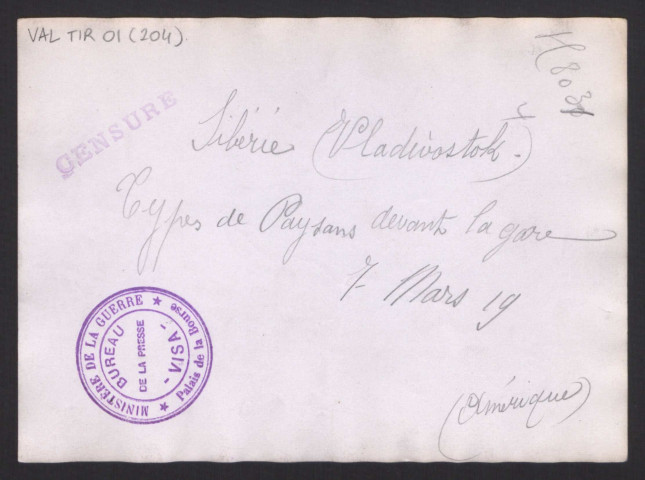 VAL TIR 01 (204)
CENSURE
Sibérie (Vladivostok.)
Types de Paysans devant la gare
7 Mars 19
MINISTÈRE DE LA GUERRE ★ Palais de la Bourse ★
BUREAU
DE LA PRESSE
- VISA -
(Amérique)